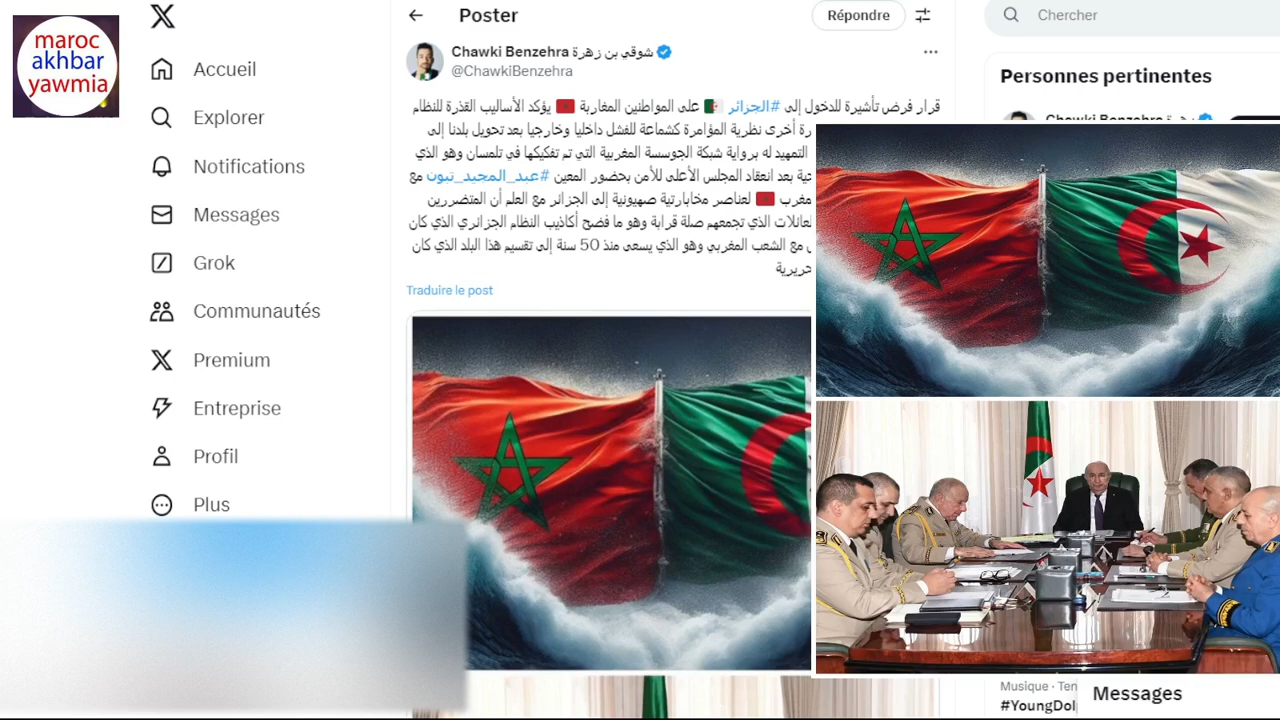 maroc
akhbar
yawmia
Accueil
Explorer
Notifications
Messages
Grok
Communautés
Premium
Entreprise
Profil
Plus
Poster
Répondre
Chawki Benzehra شوقي بن زهرة
@ChawkiBenzehra
قرار فرض تأشيرة للدخول إلى #الجزائر على المواطنين المغاربة يؤكد الأساليب القذرة للنظام
رة أخرى نظرية المؤامرة كشماعة للفشل داخليا وخارجيا بعد تحويل بلدنا إلى
التمهيد له برواية شبكة الجوسسة المغربية التي تم تفكيكها في تلمسان وهو الذي
حية بعد انعقاد المجلس الأعلى للأمن بحضور المعين #عبد_المجيد_تبون مع
مغرب لعناصر مخابارتية صهيونية إلى الجزائر مع العلم أن المتضررين
لعائلات الذي تجمعهم صلة قرابة وهو ما فضح أكاذيب النظام الجزائري الذي كان
مع الشعب المغربي وهو الذي يسعى منذ 50 سنة إلى تقسيم هذا البلد الذي كان
حريرية
Traduire le post
Chercher
Personnes pertinentes
Chawki Benzehra
Musique · Ten
#YoungDol
Messages